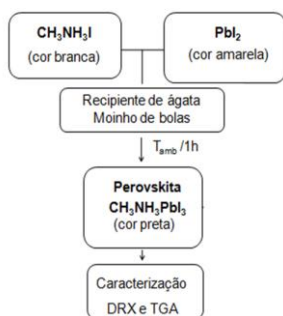 CH₃NH₃I
(cor branca)
PbI₂
(cor amarela)
Recipiente de ágata
Moinho de bolas
Tamb /1h
Perovskita
CH₃NH₃PbI₃
(cor preta)
Caracterização
DRX e TGA